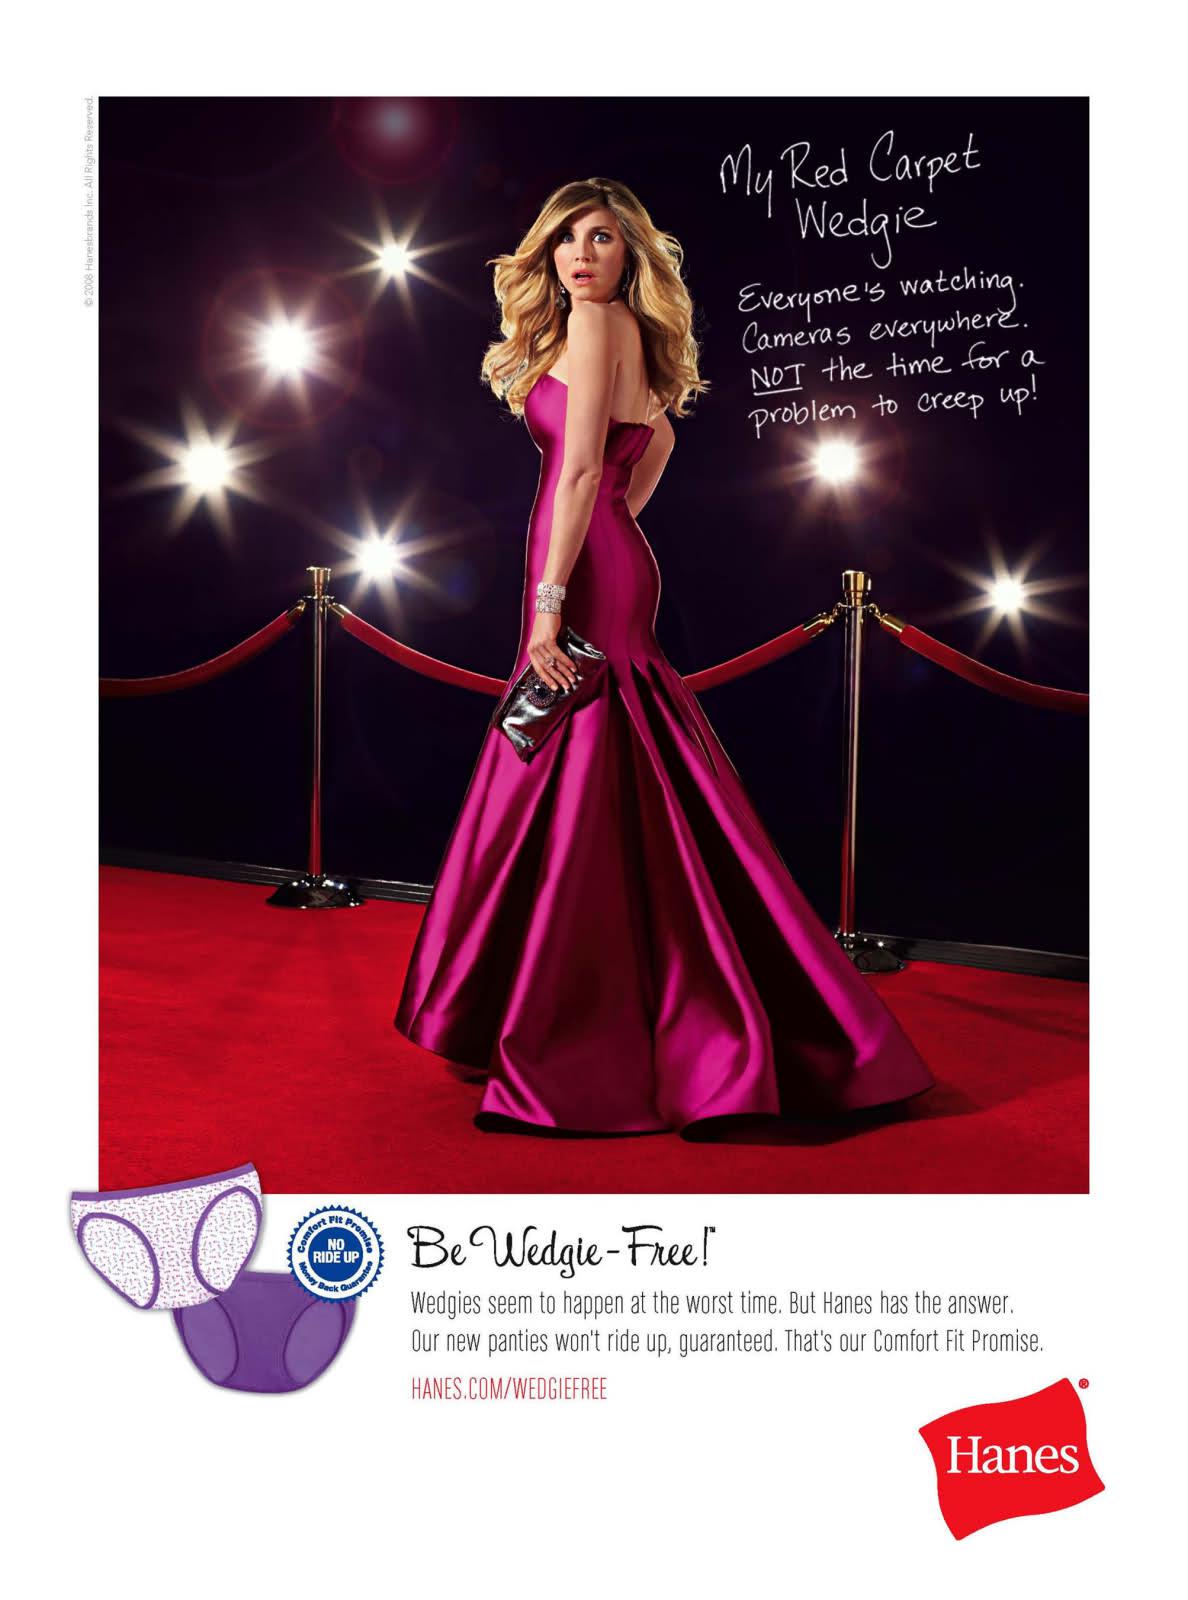 © 2008 Hanesbrands Inc. All Rights Reserved.
My Red Carpet
Wedgie
Everyone's watching.
Cameras everywhere.
NOT the time for a
problem to creep up!
Comfort Fit Promise
NO
RIDE UP
Money Back Guarantee
Be Wedgie-Free!™
Wedgies seem to happen at the worst time. But Hanes has the answer.
Our new panties won't ride up, guaranteed. That's our Comfort Fit Promise.
HANES.COM/WEDGIEFREE
Hanes®